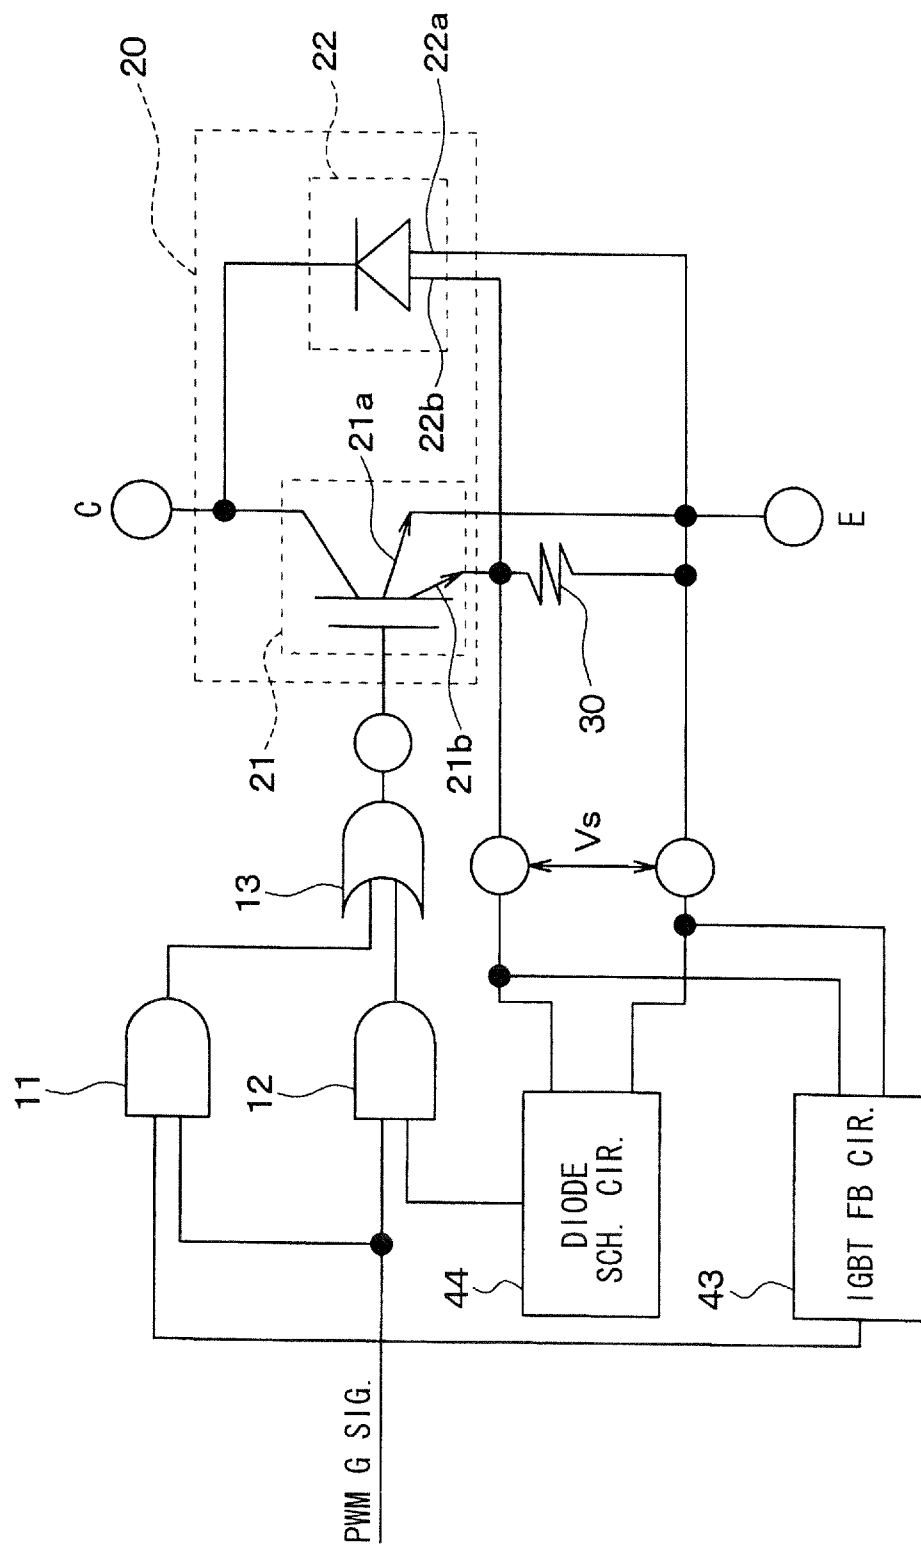 20
22
22a
C
21a
22b
21
21b
30
E
13
Vs
11
12
DIODE
SCH. CIR.
44
IGBT FB CIR.
43
PWM G SIG.